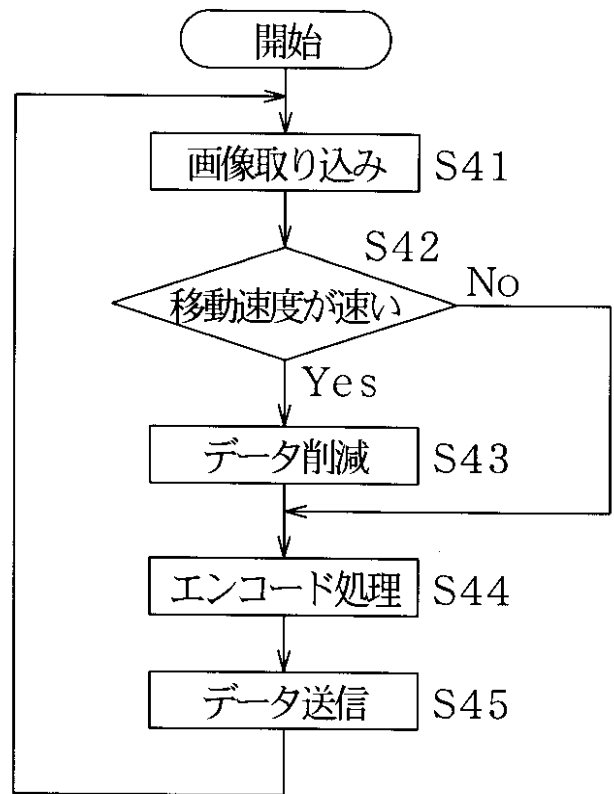 開始
画像取り込み S41
S42
移動速度が速い No
Yes
データ削減 S43
エンコード処理 S44
データ送信 S45